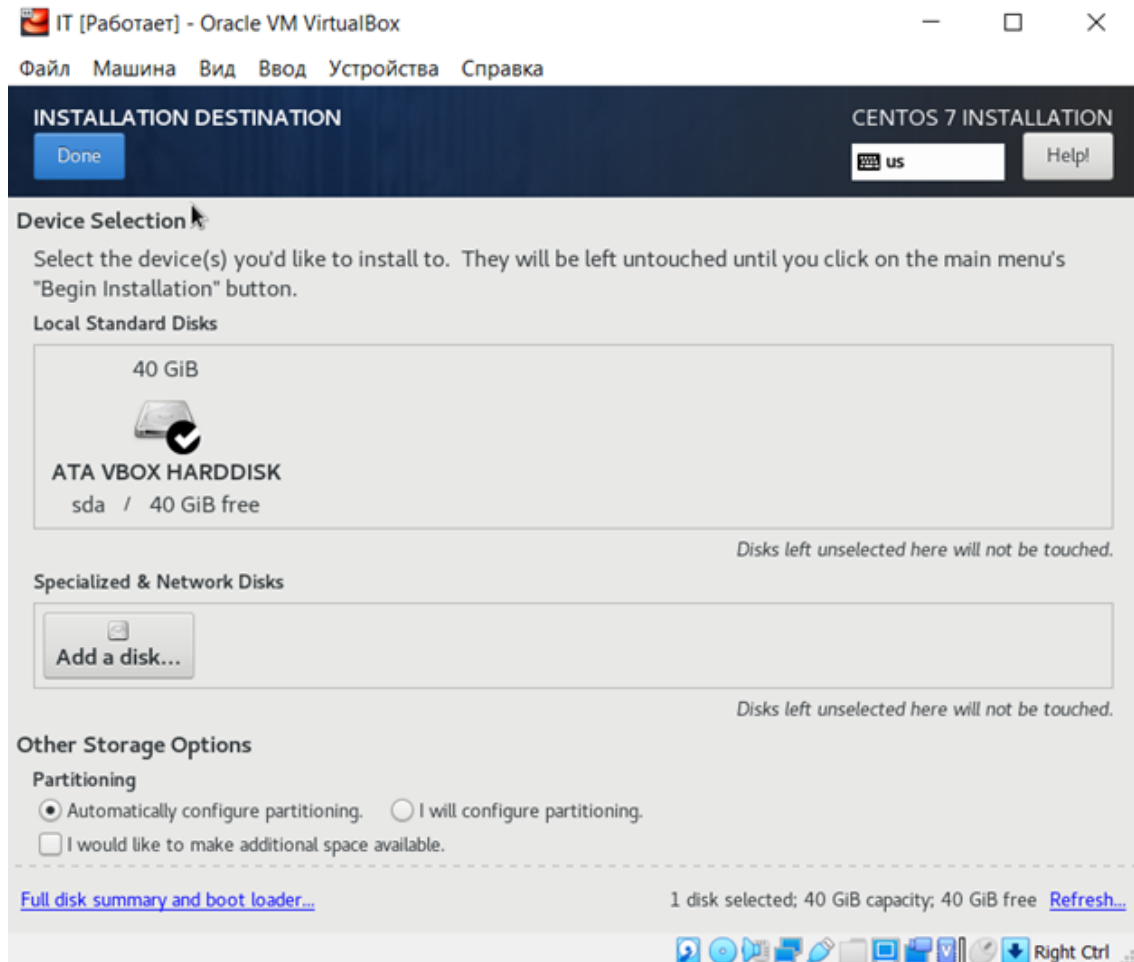 IT [Работает] - Oracle VM VirtualBox
Файл Машина Вид Ввод Устройства Справка
INSTALLATION DESTINATION
CENTOS 7 INSTALLATION
Done
us
Help!
Device Selection
Select the device(s) you'd like to install to. They will be left untouched until you click on the main menu's
"Begin Installation" button.
Local Standard Disks
40 GiB
ATA VBOX HARDDISK
sda / 40 GiB free
Disks left unselected here will not be touched.
Specialized & Network Disks
Add a disk...
Disks left unselected here will not be touched.
Other Storage Options
Partitioning
Automatically configure partitioning. I will configure partitioning.
I would like to make additional space available.
Full disk summary and boot loader...
1 disk selected; 40 GiB capacity; 40 GiB free Refresh...
Right Ctrl